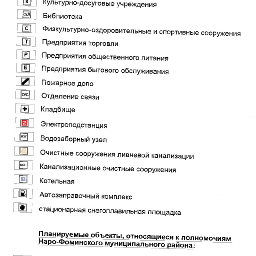 Культурно-досуговые учреждения
Библиотека
Физкультурно-оздоровительные и спортивные сооружения
Предприятия торговли
Предприятия общественного питания
Предприятия бытового обслуживания
Пожарное депо
Отделение связи
Кладбище
Электроподстанция
Водозаборный узел
Очистные сооружения ливневой канализации
Канализационные очистные сооружения
Котельная
Автозаправочный комплекс
стационарная снегоплавильная площадка
Планируемые объекты, относящиеся к полномочиям
Наро-Фоминского муниципального района: